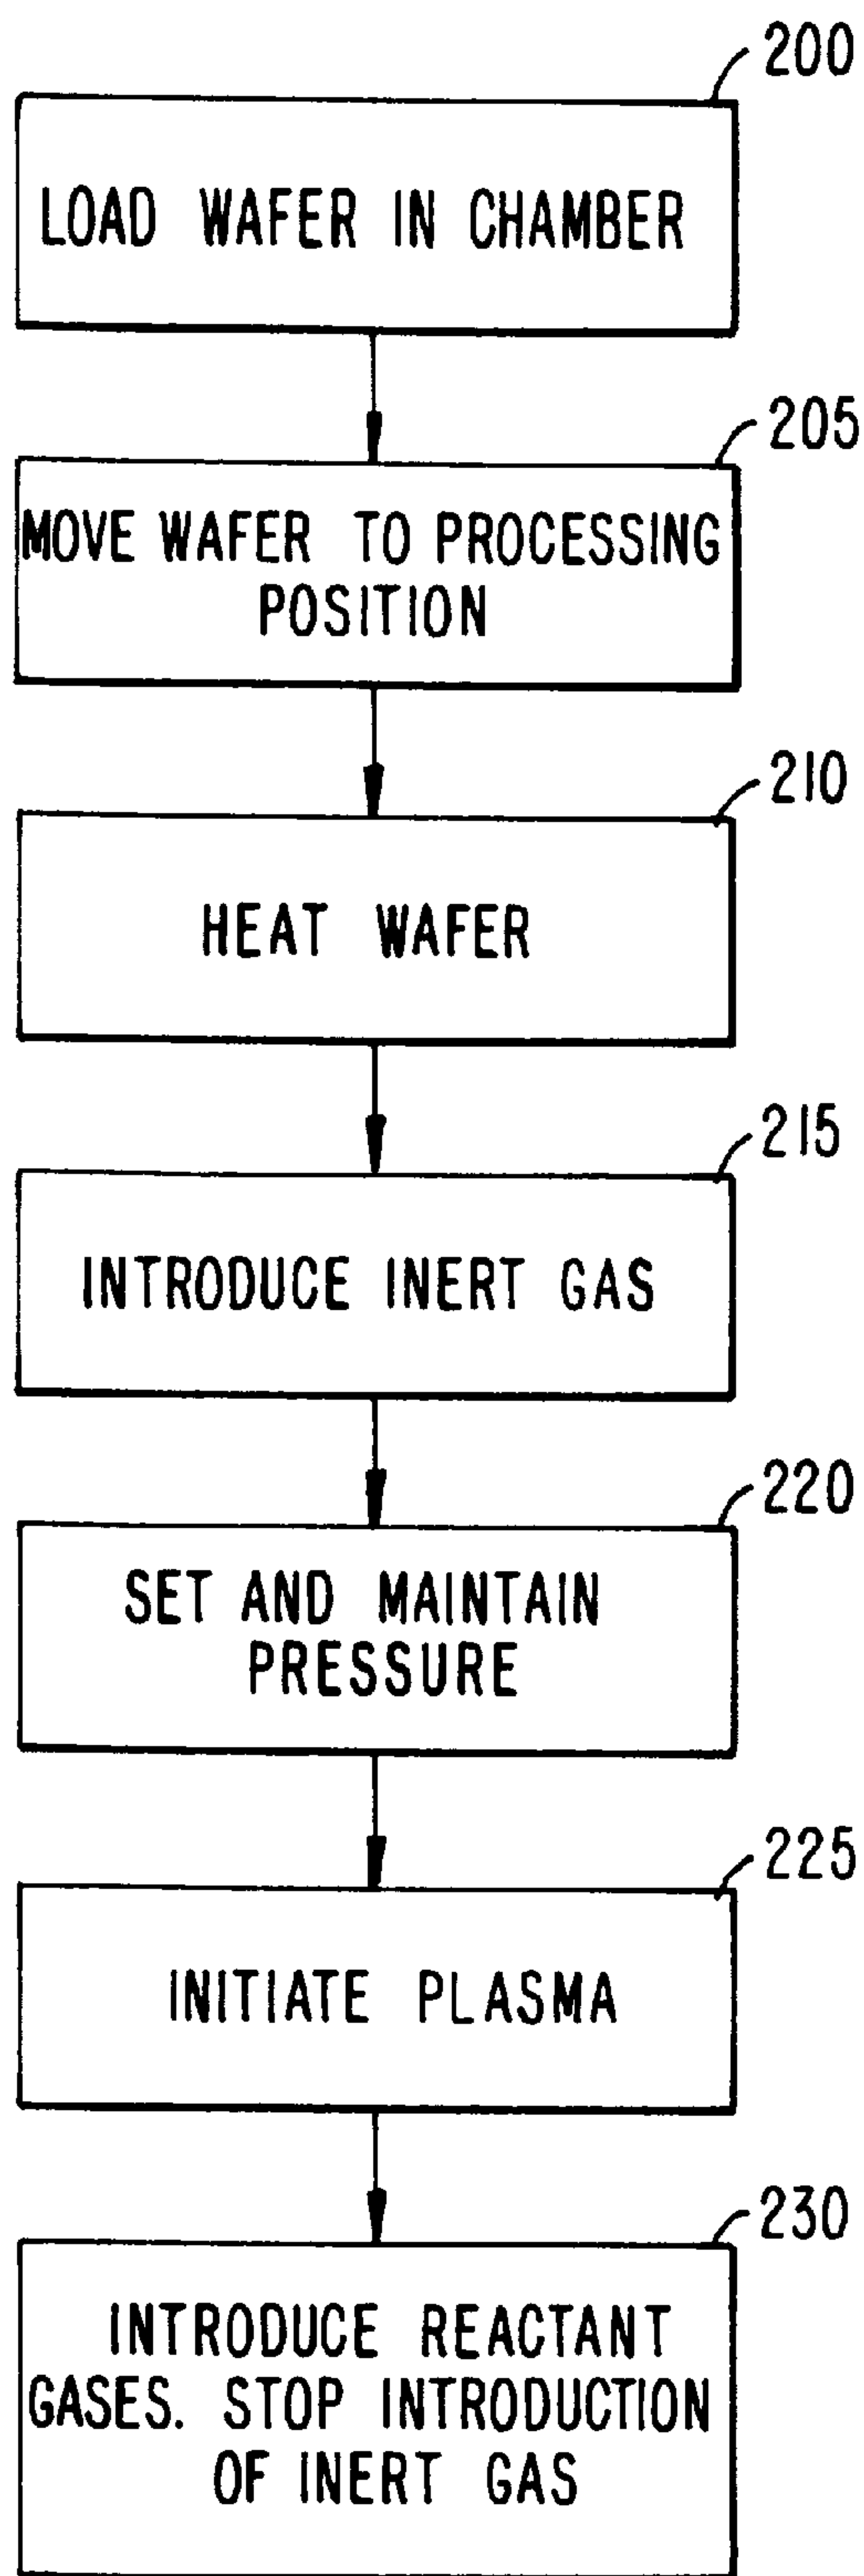 200
LOAD WAFER IN CHAMBER
205
MOVE WAFER TO PROCESSING
POSITION
210
HEAT WAFER
215
INTRODUCE INERT GAS
220
SET AND MAINTAIN
PRESSURE
225
INITIATE PLASMA
230
INTRODUCE REACTANT
GASES. STOP INTRODUCTION
OF INERT GAS